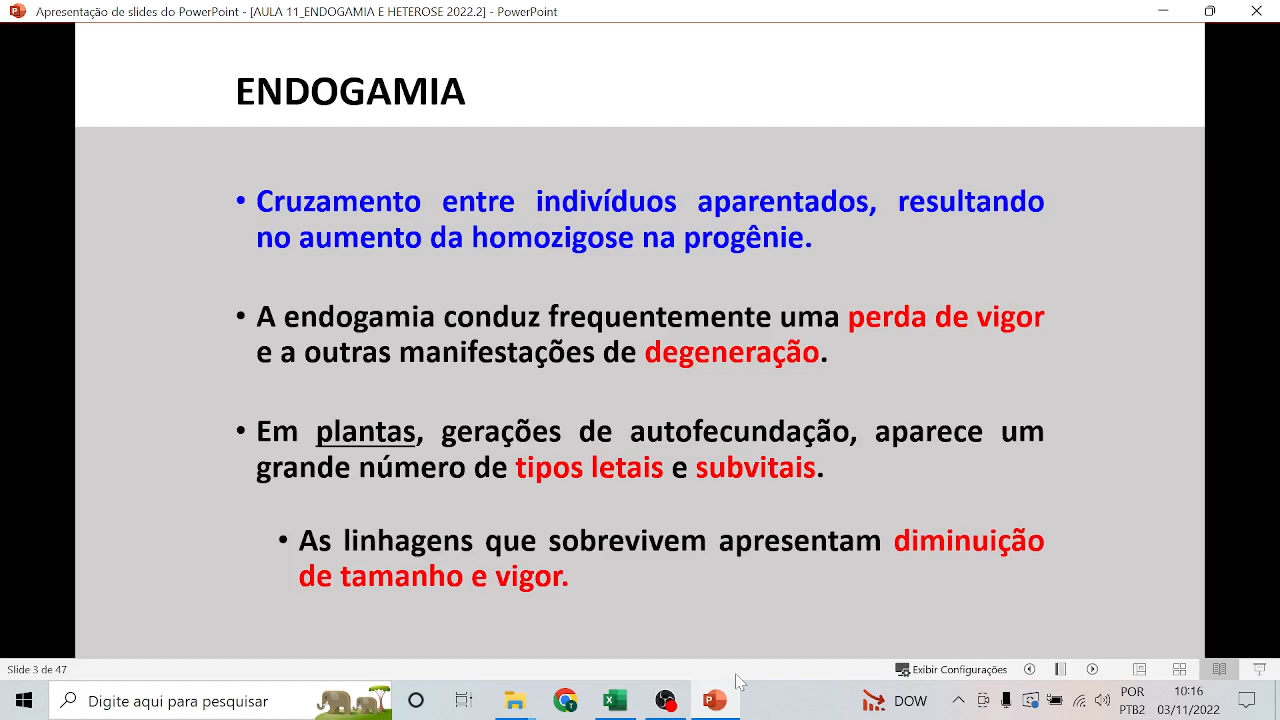 Apresentação de slides do PowerPoint - [AULA 11_ENDOGAMIA E HETEROSE 2022.2] - PowerPoint
ENDOGAMIA
• Cruzamento entre indivíduos aparentados, resultando
no aumento da homozigose na progênie.
• A endogamia conduz frequentemente uma perda de vigor
e a outras manifestações de degeneração.
• Em plantas, gerações de autofecundação, aparece um
grande número de tipos letais e subvitais.
• As linhagens que sobrevivem apresentam diminuição
de tamanho e vigor.
Slide 3 de 47
Exibir Configurações
Digite aqui para pesquisar
DOW
POR
PTB2
10:16
03/11/2022